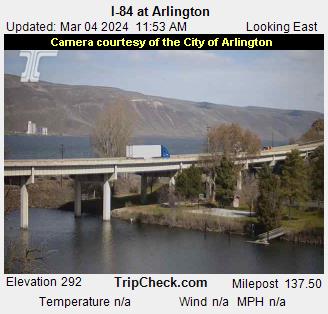 I-84 at Arlington
Updated: Mar 04 2024 11:53 AM Looking East
Camera courtesy of the City of Arlington
Elevation 292 TripCheck.com Milepost 137.50
Temperature n/a Wind n/a MPH n/a